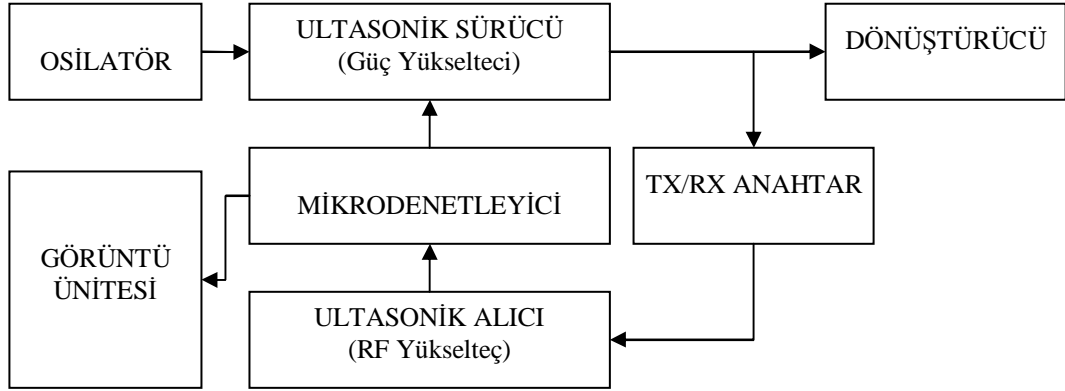 OSİLATÖR
ULTASONİK SÜRÜCÜ
(Güç Yükselteci)
DÖNÜŞTÜRÜCÜ
MİKRODENETLEYİCİ
TX/RX ANAHTAR
GÖRÜNTÜ
ÜNİTESİ
ULTASONİK ALICI
(RF Yükselteç)